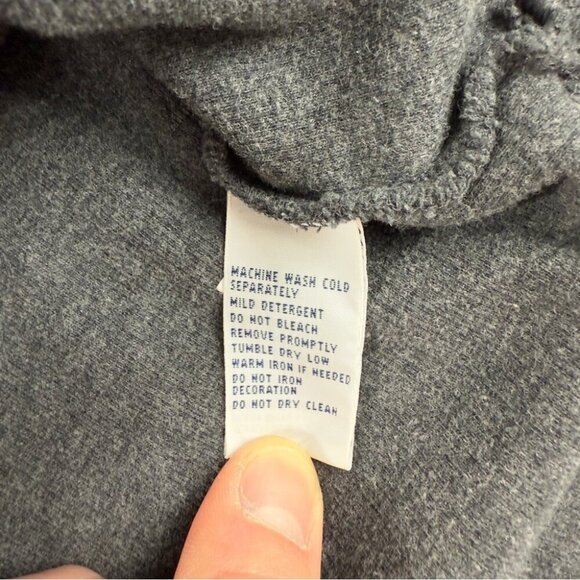 MACHINE WASH COLD
SEPARATELY
MILD DETERGENT
DO NOT BLEACH
REMOVE PROMPTLY
TUMBLE DRY LOW
WARM IRON IF NEEDED
DO NOT IRON
DECORATION
DO NOT DRY CLEAN